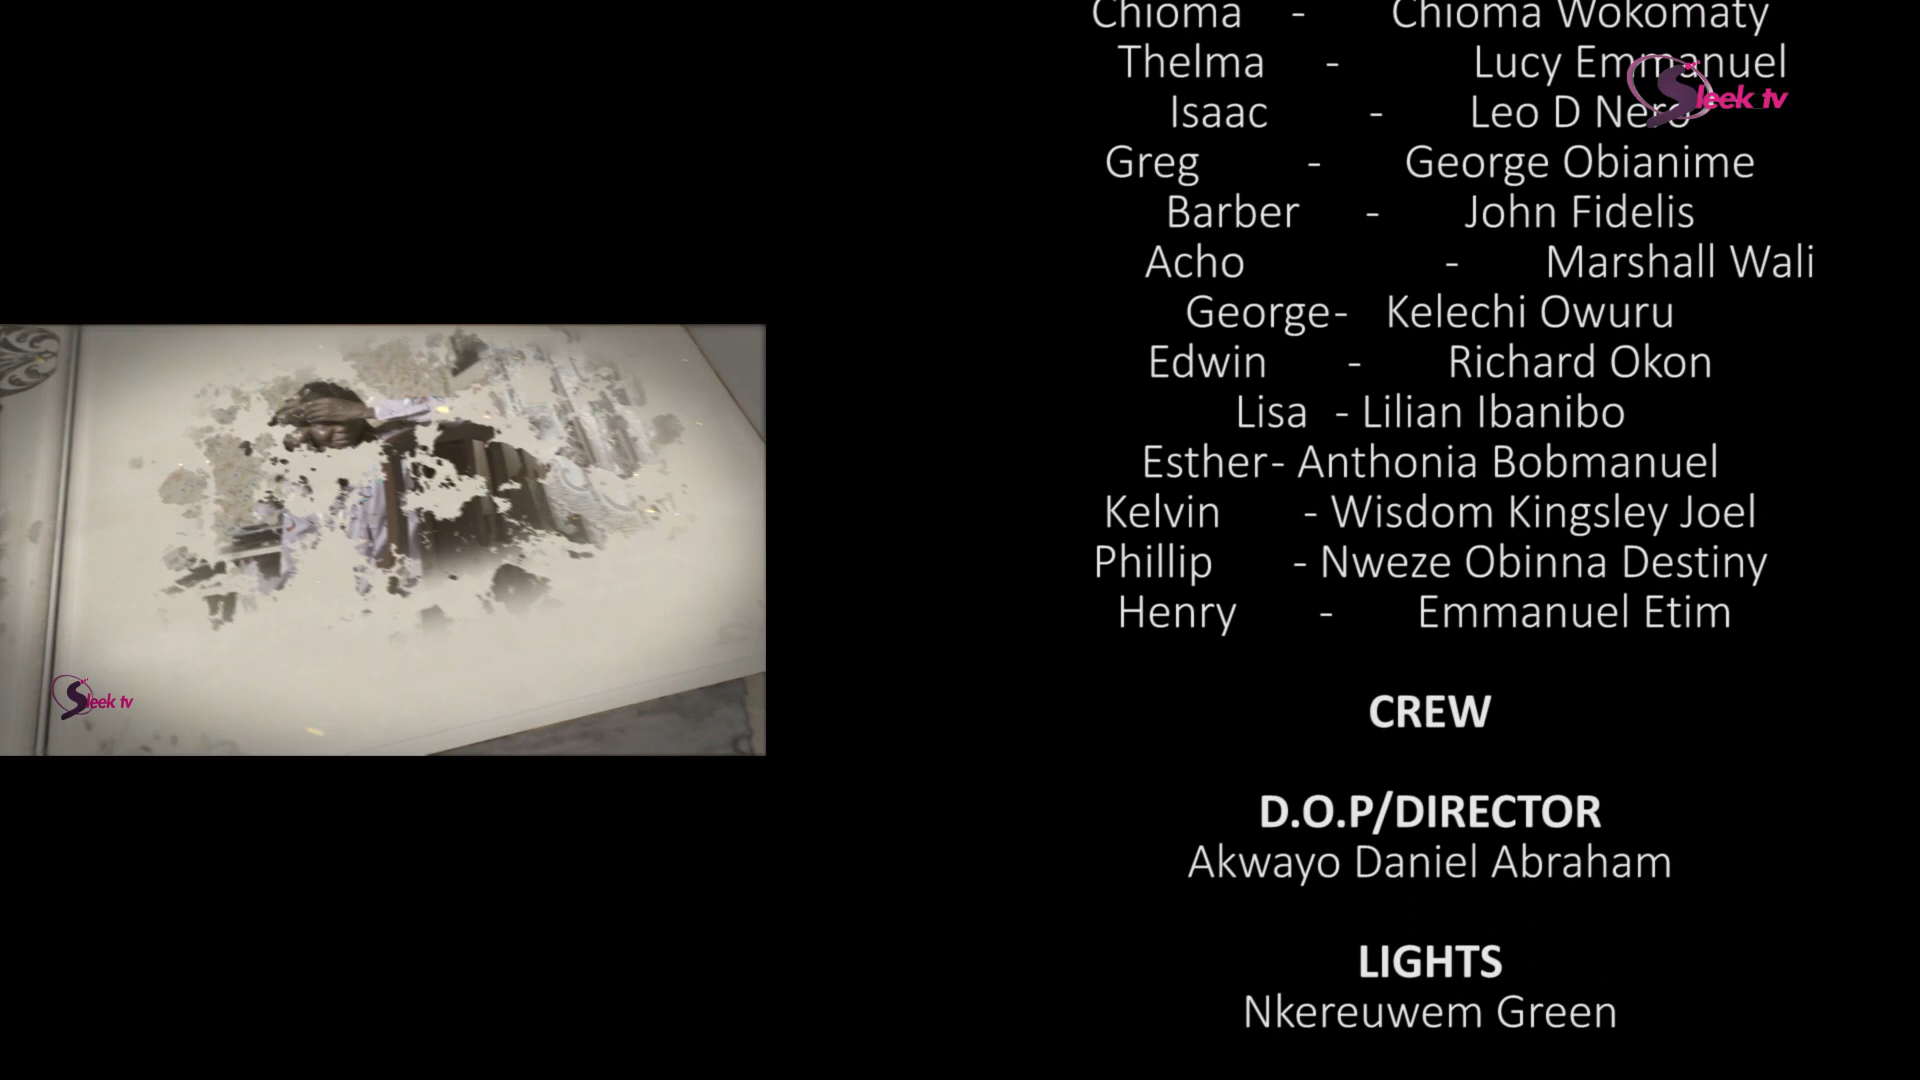 Chioma - Chioma Wokomaty
Thelma - Lucy Emmanuel
Isaac - Leo D Nero
Greg - George Obianime
Barber - John Fidelis
Acho - Marshall Wali
George- Kelechi Owuru
Edwin - Richard Okon
Lisa - Lilian Ibanibo
Esther- Anthonia Bobmanuel
Kelvin - Wisdom Kingsley Joel
Phillip - Nweze Obinna Destiny
Henry - Emmanuel Etim
CREW
D.O.P/DIRECTOR
Akwayo Daniel Abraham
LIGHTS
Nkereuwem Green
Sleek tv
Sleek tv